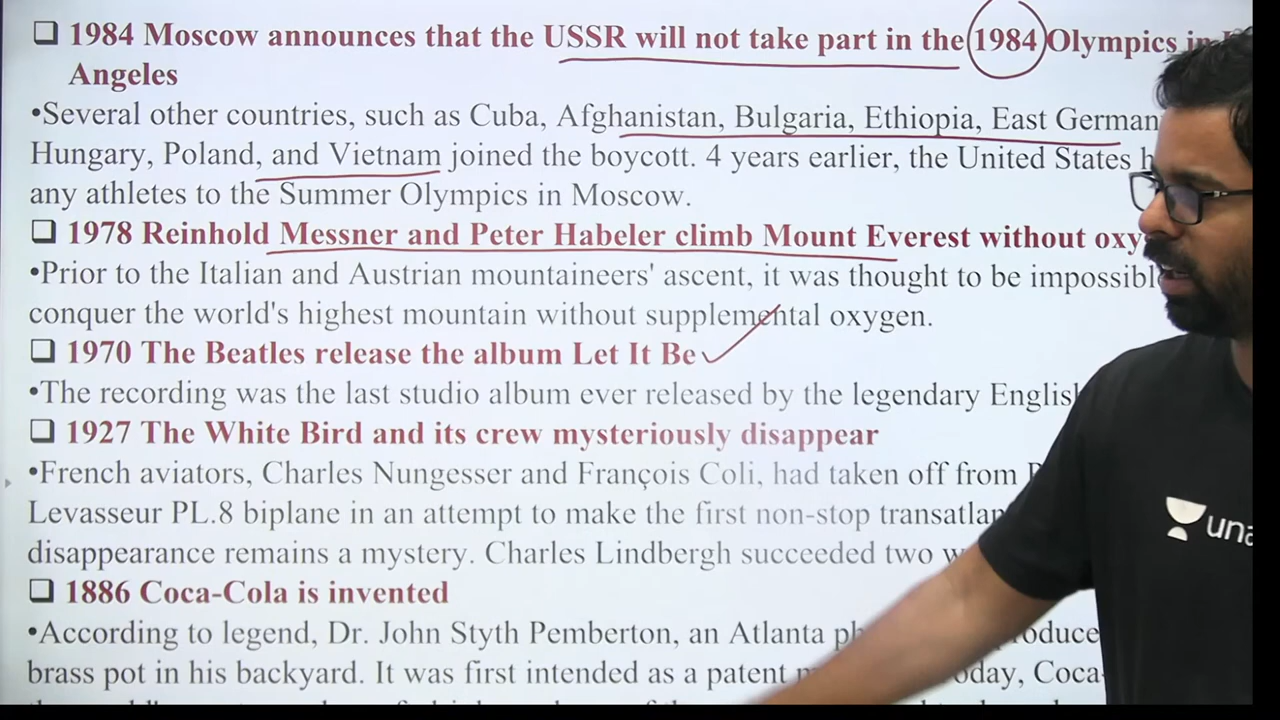 ❑ 1984 Moscow announces that the USSR will not take part in the 1984 Olympics in
Angeles
•Several other countries, such as Cuba, Afghanistan, Bulgaria, Ethiopia, East German
Hungary, Poland, and Vietnam joined the boycott. 4 years earlier, the United States h
any athletes to the Summer Olympics in Moscow.
❑ 1978 Reinhold Messner and Peter Habeler climb Mount Everest without oxy
•Prior to the Italian and Austrian mountaineers' ascent, it was thought to be impossibl
conquer the world's highest mountain without supplemental oxygen.
❑ 1970 The Beatles release the album Let It Be
•The recording was the last studio album ever released by the legendary Englis
❑ 1927 The White Bird and its crew mysteriously disappear
•French aviators, Charles Nungesser and François Coli, had taken off from
Levasseur PL.8 biplane in an attempt to make the first non-stop transatlan
disappearance remains a mystery. Charles Lindbergh succeeded two w
❑ 1886 Coca-Cola is invented
•According to legend, Dr. John Styth Pemberton, an Atlanta ph oduce
brass pot in his backyard. It was first intended as a patent oday, Coca-
una